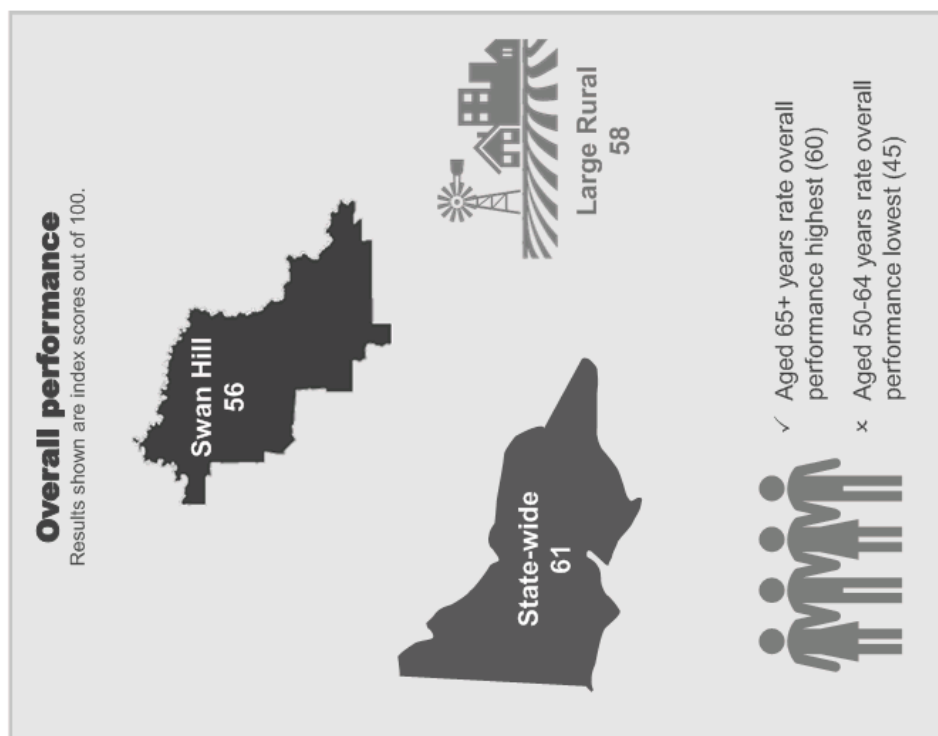 Overall performance
Results shown are index scores out of 100.
Swan Hill
56
State-wide
61
Large Rural
58
✓ Aged 65+ years rate overall
performance highest (60)
× Aged 50-64 years rate overall
performance lowest (45)